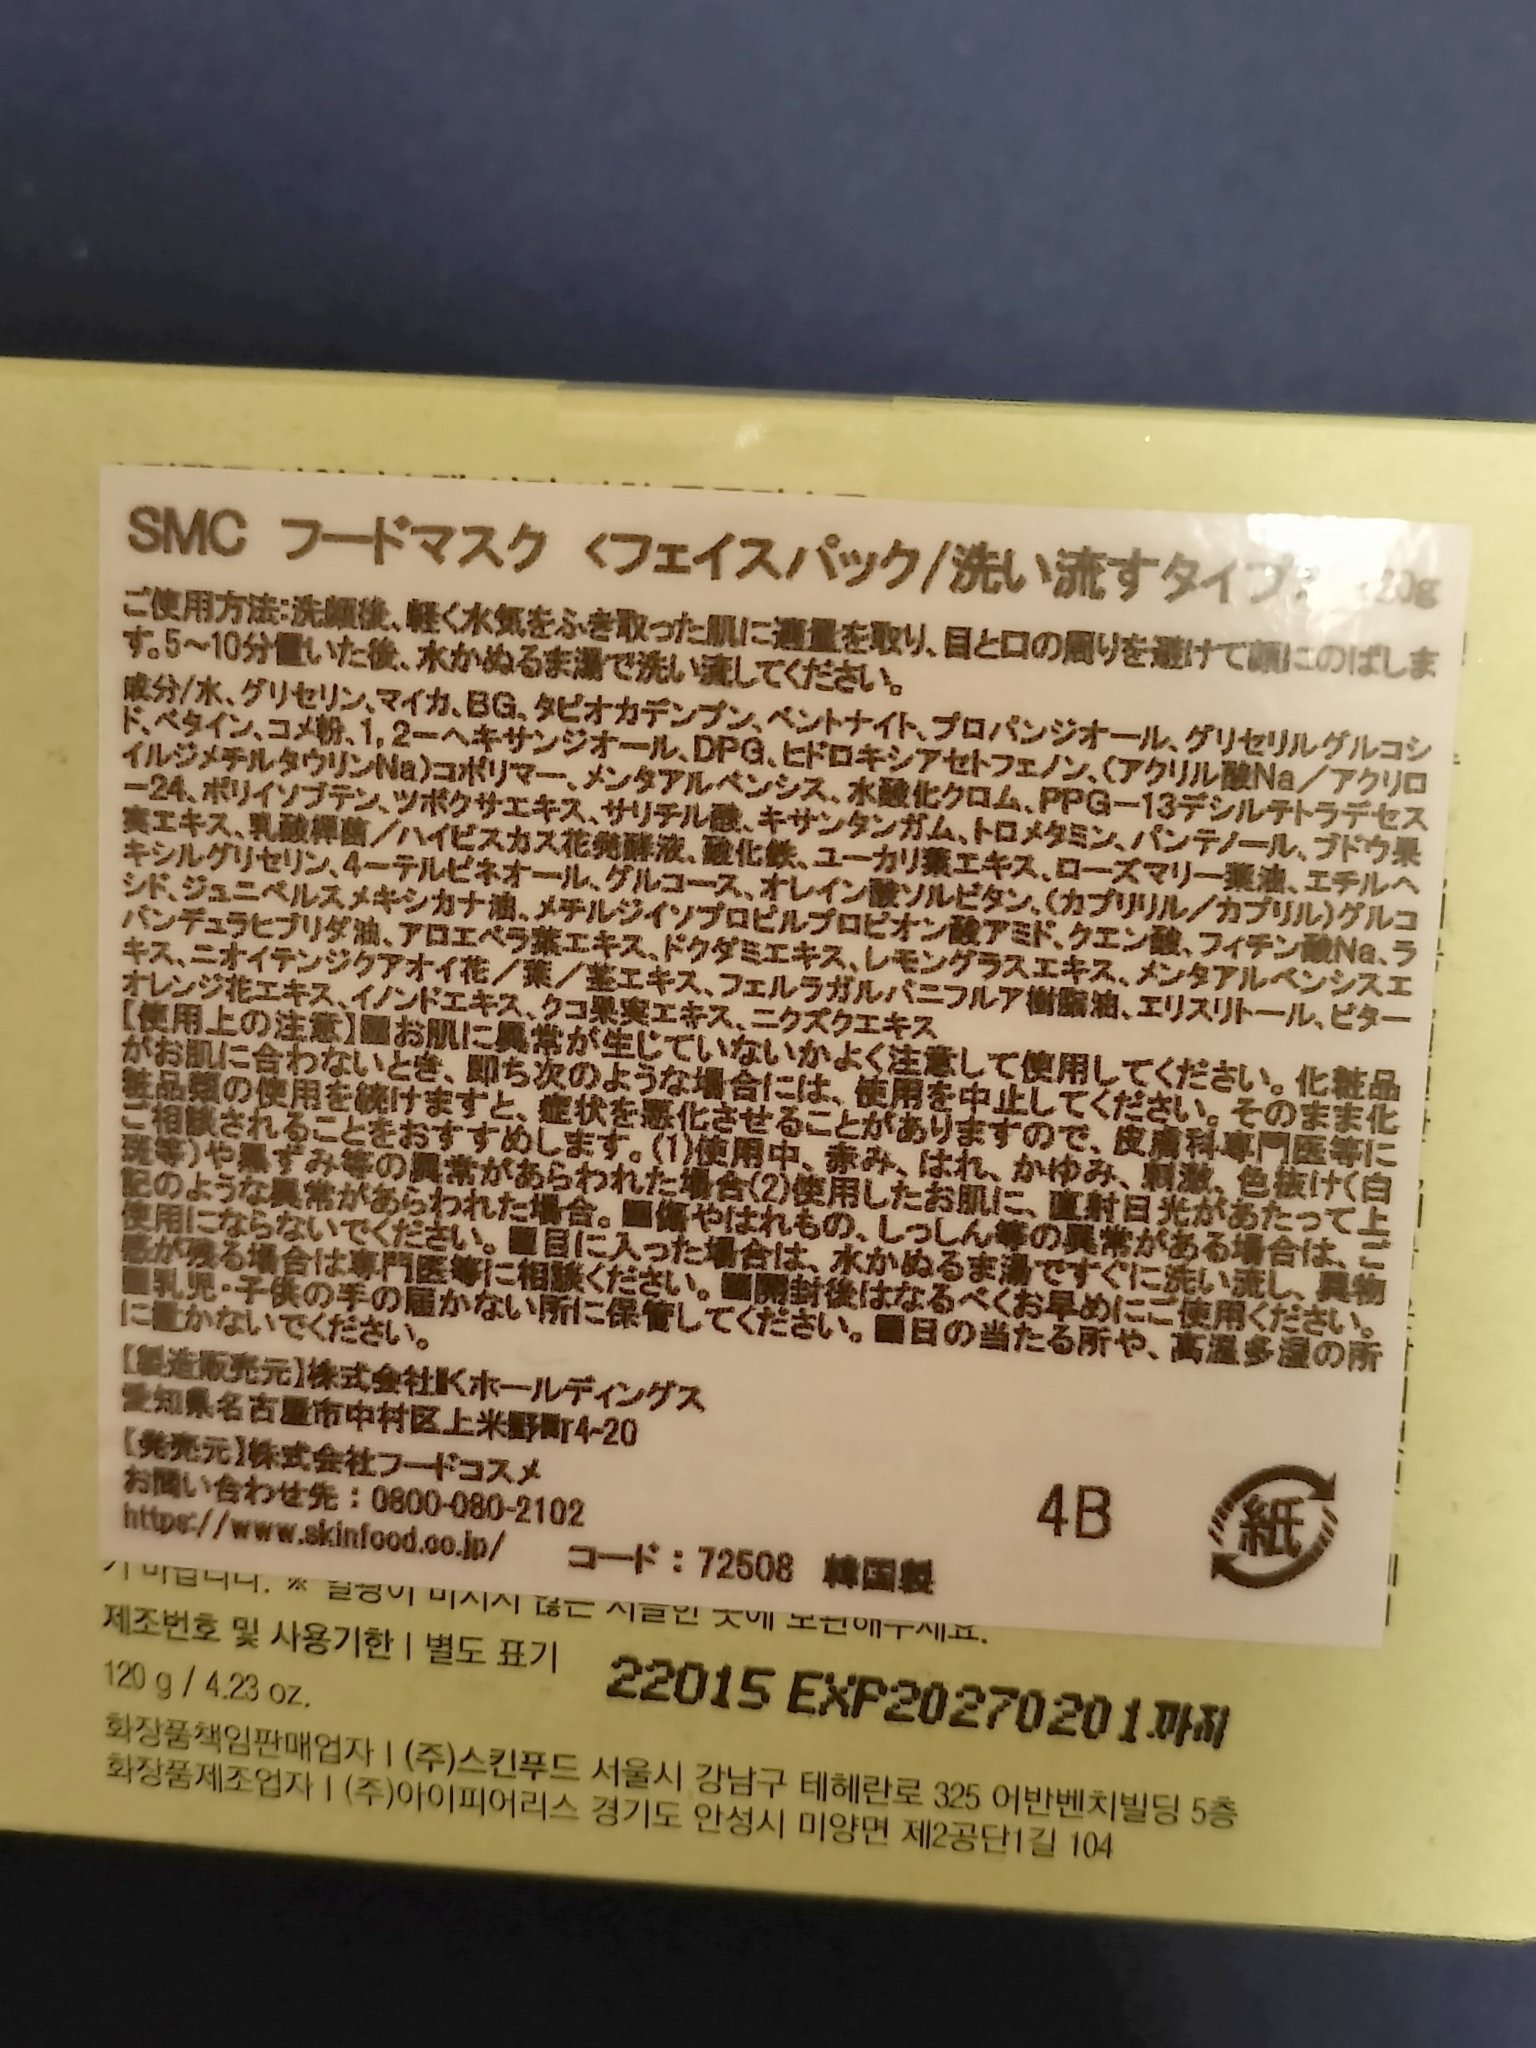 SMC フードマスク <フェイスパック/洗い流すタイプ> 120g
ご使用方法:洗顔後、軽く水気をふき取った肌に適量を取り、目と口の周りを避けて顔にのばしま
す。5~10分置いた後、水かぬるま湯で洗い流してください。
成分/水、グリセリン、マイカ、BG、タピオカデンプン、ベントナイト、プロパンジオール、グリセリルグルコシ
ド、ベタイン、コメ粉、1,2-ヘキサンジオール、DPG、ヒドロキシアセトフェノン、(アクリル酸Na/アクリロ
イルジメチルタウリンNa)コポリマー、メンタアルベンシス、水酸化クロム、PPG-13デシルテトラデセス
-24、ポリイソブテン、ツボクサエキス、サリチル酸、キサンタンガム、トロメタミン、パンテノール、ブドウ果
実エキス、乳酸桿菌/ハイビスカス花発酵液、酸化鉄、ユーカリ葉エキス、ローズマリー葉油、エチルヘ
キシルグリセリン、4-テルピネオール、グルコース、オレイン酸ソルビタン、(カプリリル/カプリル)グルコ
シド、ジュニペルスメキシカナ油、メチルジイソプロピルプロピオン酸アミド、クエン酸、フィチン酸Na、ラ
バンデュラヒブリダ油、アロエベラ葉エキス、ドクダミエキス、レモングラスエキス、メンタアルベンシスエ
キス、ニオイテンジクアオイ花/葉/茎エキス、フェルラガルバニフルア樹脂油、エリスリトール、ビター
オレンジ花エキス、イノンドエキス、クコ果実エキス、ニクズクエキス
【使用上の注意】■お肌に異常が生じていないかよく注意して使用してください。化粧品
がお肌に合わないとき、即ち次のような場合には、使用を中止してください。そのまま化
粧品類の使用を続けますと、症状を悪化させることがありますので、皮膚科専門医等に
ご相談されることをおすすめします。(1)使用中、赤み、はれ、かゆみ、刺激、色抜け(白
斑等)や黒ずみ等の異常があらわれた場合(2)使用したお肌に、直射日光があたって上
記のような異常があらわれた場合。■傷やはれもの、しっしん等の異常がある場合は、ご
使用にならないでください。■目に入った場合は、水かぬるま湯ですぐに洗い流し、異物
感が残る場合は専門医等に相談ください。■開封後はなるべくお早めにご使用ください。
■乳児・子供の手の届かない所に保管してください。■日の当たる所や、高温多湿の所
に置かないでください。
【製造販売元】株式会社IKホールディングス
愛知県名古屋市中村区上米野町4-20
【発売元】株式会社フードコスメ
お問い合わせ先:0800-080-2102
https://www.skinfood.co.jp/ コード:72508 韓国製
4B
紙
제조번호 및 사용기한 | 별도 표기
22015 EXP20270201까지
120 g / 4.23 oz.
화장품책임판매업자 | (주)스킨푸드 서울시 강남구 테헤란로 325 어반벤치빌딩 5층
화장품제조업자 | (주)아이피어리스 경기도 안성시 미양면 제2공단1길 104